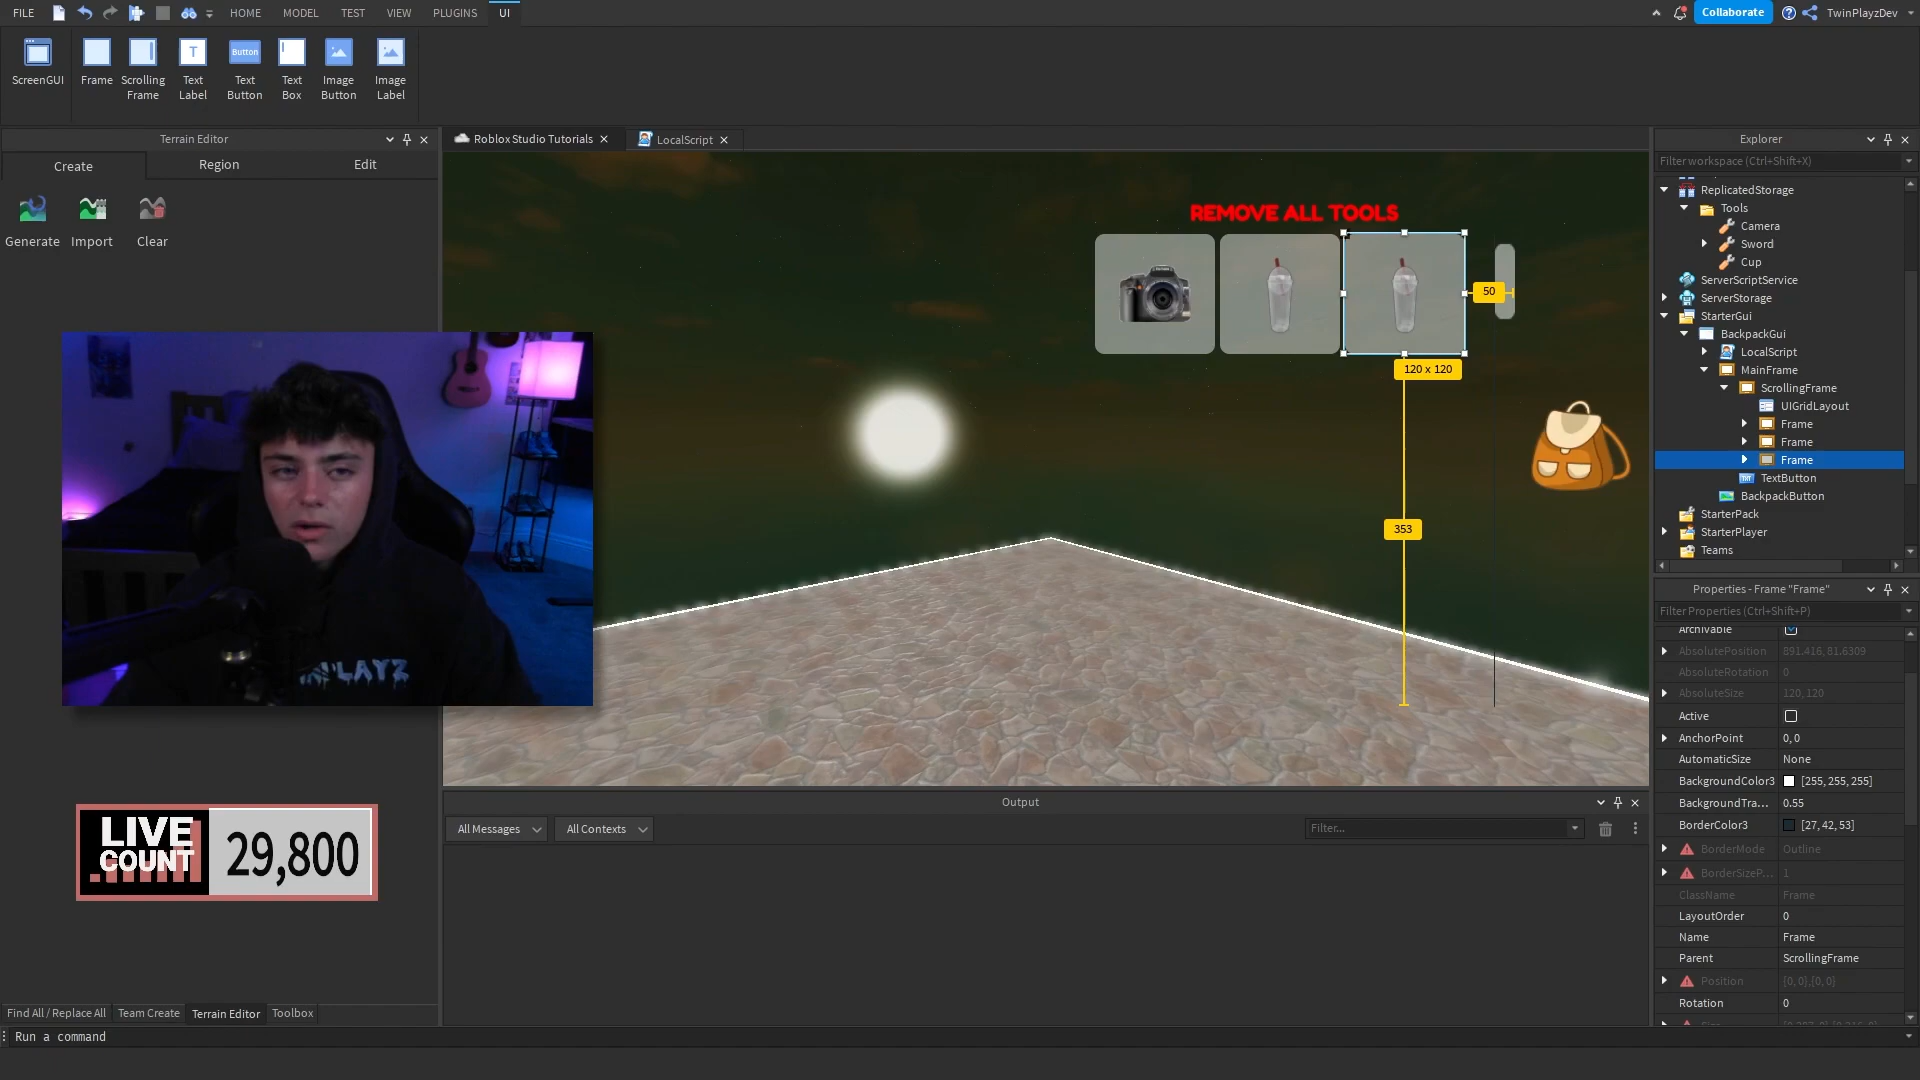 FILE
HOME
MODEL
TEST
VIEW
PLUGINS
UI
Collaborate
TwinPlayzDev
ScreenGUI
Frame
Scrolling
Frame
Text
Label
Button
Text
Button
Text
Box
Image
Button
Image
Label
Terrain Editor
Create
Region
Edit
Generate
Import
Clear
Roblox Studio Tutorials
LocalScript
REMOVE ALL TOOLS
50
120 x 120
353
PLAYZ
LIVE
COUNT
29,800
Find All / Replace All
Team Create
Terrain Editor
Toolbox
Run a command
Output
All Messages
All Contexts
Filter...
Explorer
Filter workspace (Ctrl+Shift+X)
ReplicatedStorage
Tools
Camera
Sword
Cup
ServerScriptService
ServerStorage
StarterGui
BackpackGui
LocalScript
MainFrame
ScrollingFrame
UIGridLayout
Frame
Frame
Frame
TextButton
BackpackButton
StarterPack
StarterPlayer
Teams
Properties - Frame "Frame"
Filter Properties (Ctrl+Shift+P)
Archivable
AbsolutePosition 891.416, 81.6309
AbsoluteRotation 0
AbsoluteSize 120, 120
Active
AnchorPoint 0, 0
AutomaticSize None
BackgroundColor3 [255, 255, 255]
BackgroundTra... 0.55
BorderColor3 [27, 42, 53]
BorderMode Outline
BorderSizeP... 1
ClassName Frame
LayoutOrder 0
Name Frame
Parent ScrollingFrame
Position {0, 0},{0, 0}
Rotation 0